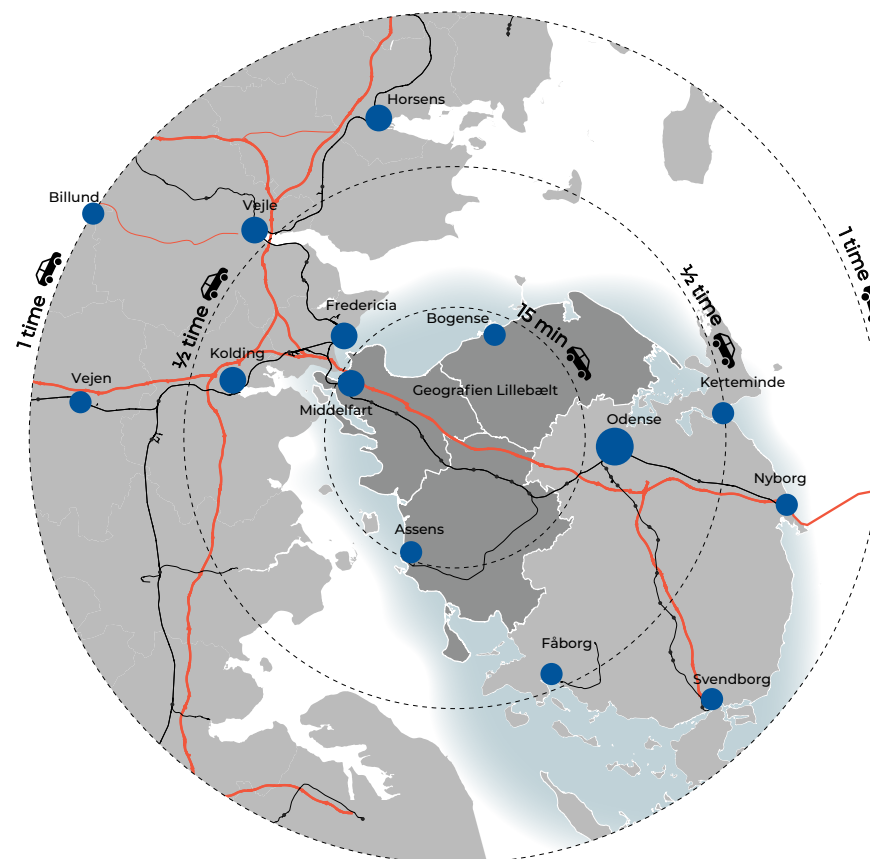 Horsens
Billund
Vejle
1 time
½ time
½ time
1 time
Fredericia
Bogense
15 min
Kolding
Vejen
Geografien Lillebælt
Kerteminde
Middelfart
Odense
Nyborg
Assens
Fåborg
Svendborg